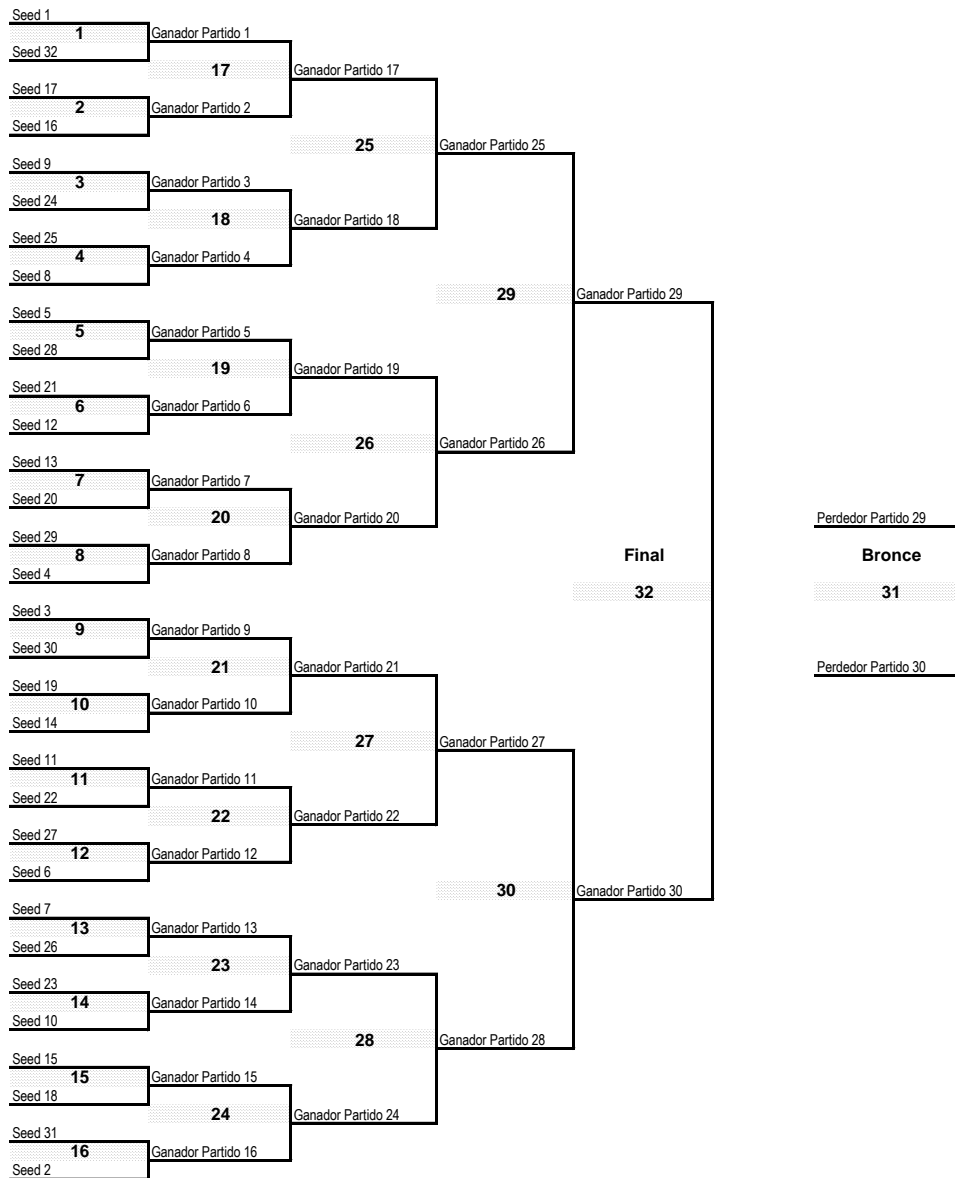 Seed 1
1
Ganador Partido 1
Seed 32
17
Ganador Partido 17
Seed 17
2
Ganador Partido 2
Seed 16
25
Ganador Partido 25
Seed 9
3
Ganador Partido 3
Seed 24
18
Ganador Partido 18
Seed 25
4
Ganador Partido 4
Seed 8
29
Ganador Partido 29
Seed 5
5
Ganador Partido 5
Seed 28
19
Ganador Partido 19
Seed 21
6
Ganador Partido 6
Seed 12
26
Ganador Partido 26
Seed 13
7
Ganador Partido 7
Seed 20
20
Ganador Partido 20
Perdedor Partido 29
Seed 29
8
Ganador Partido 8
Final
Bronce
Seed 4
32
31
Seed 3
9
Ganador Partido 9
Seed 30
21
Ganador Partido 21
Perdedor Partido 30
Seed 19
10
Ganador Partido 10
Seed 14
27
Ganador Partido 27
Seed 11
11
Ganador Partido 11
Seed 22
22
Ganador Partido 22
Seed 27
12
Ganador Partido 12
Seed 6
30
Ganador Partido 30
Seed 7
13
Ganador Partido 13
Seed 26
23
Ganador Partido 23
Seed 23
14
Ganador Partido 14
Seed 10
28
Ganador Partido 28
Seed 15
15
Ganador Partido 15
Seed 18
24
Ganador Partido 24
Seed 31
16
Ganador Partido 16
Seed 2